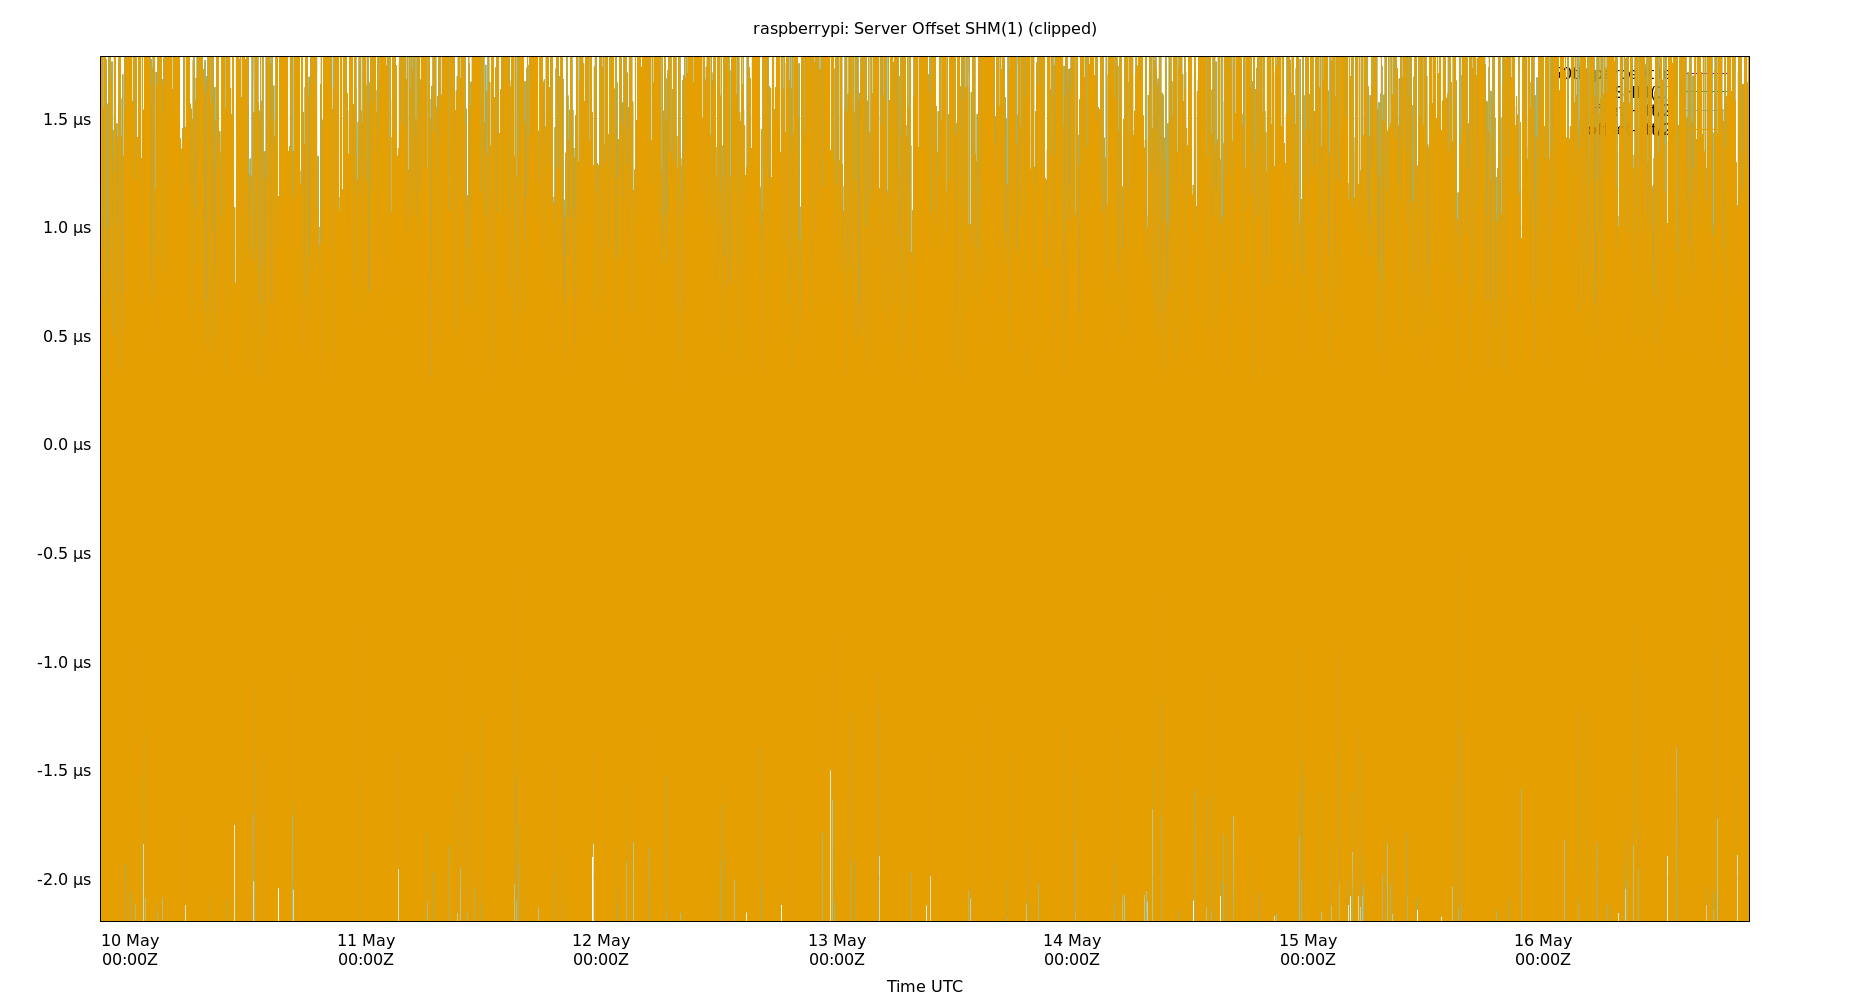 raspberrypi: Server Offset SHM(1) (clipped)
1.5 µs
1.0 µs
0.5 µs
0.0 µs
-0.5 µs
-1.0 µs
-1.5 µs
-2.0 µs
10 May 11 May 12 May 13 May 14 May 15 May 16 May
00:00Z 00:00Z 00:00Z 00:00Z 00:00Z 00:00Z 00:00Z
Time UTC